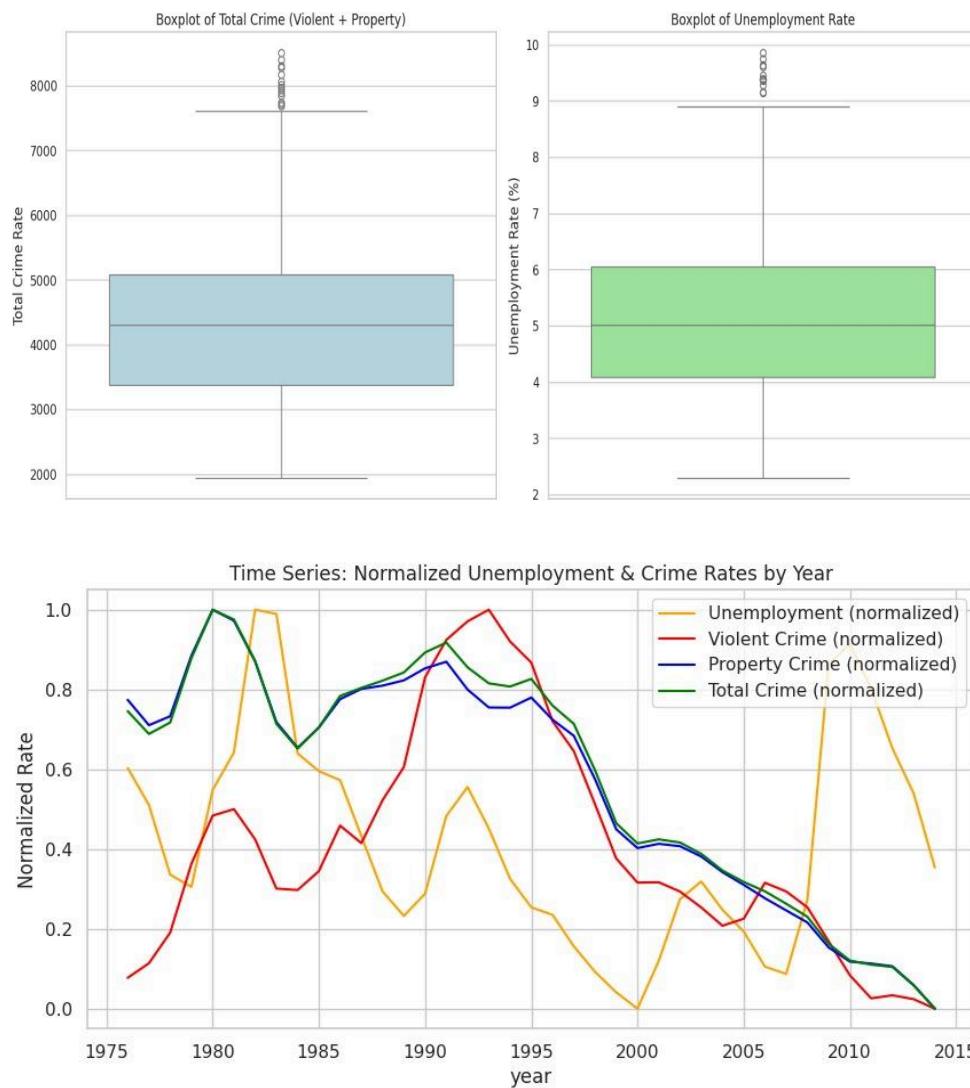 Boxplot of Total Crime (Violent + Property)
Total Crime Rate
8000
7000
6000
5000
4000
3000
2000
Boxplot of Unemployment Rate
Unemployment Rate (%)
10
9
8
7
6
5
4
3
2
Time Series: Normalized Unemployment & Crime Rates by Year
Normalized Rate
1.0
0.8
0.6
0.4
0.2
0.0
Unemployment (normalized)
Violent Crime (normalized)
Property Crime (normalized)
Total Crime (normalized)
1975 1980 1985 1990 1995 2000 2005 2010 2015
year